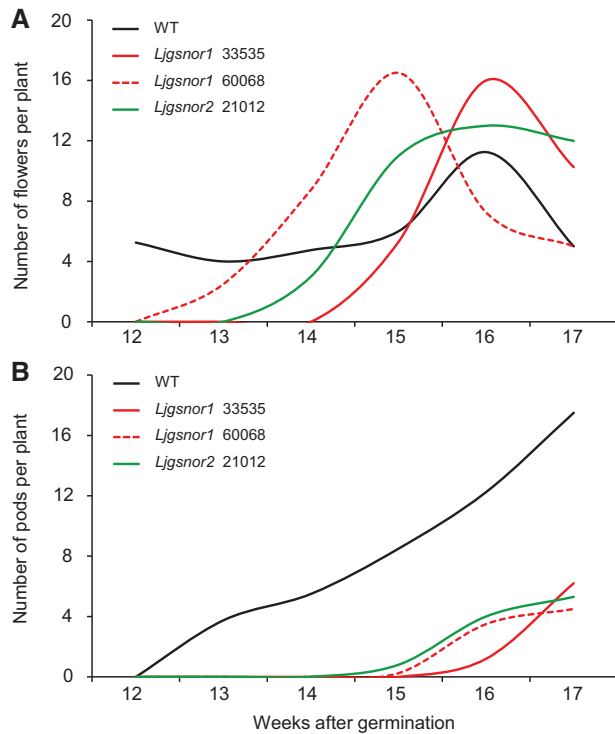 A
20
16
12
8
4
0
Number of flowers per plant
WT
Ljgsnor1 33535
Ljgsnor1 60068
Ljgsnor2 21012
12 13 14 15 16 17
B
20
16
12
8
4
0
Number of pods per plant
WT
Ljgsnor1 33535
Ljgsnor1 60068
Ljgsnor2 21012
12 13 14 15 16 17
Weeks after germination